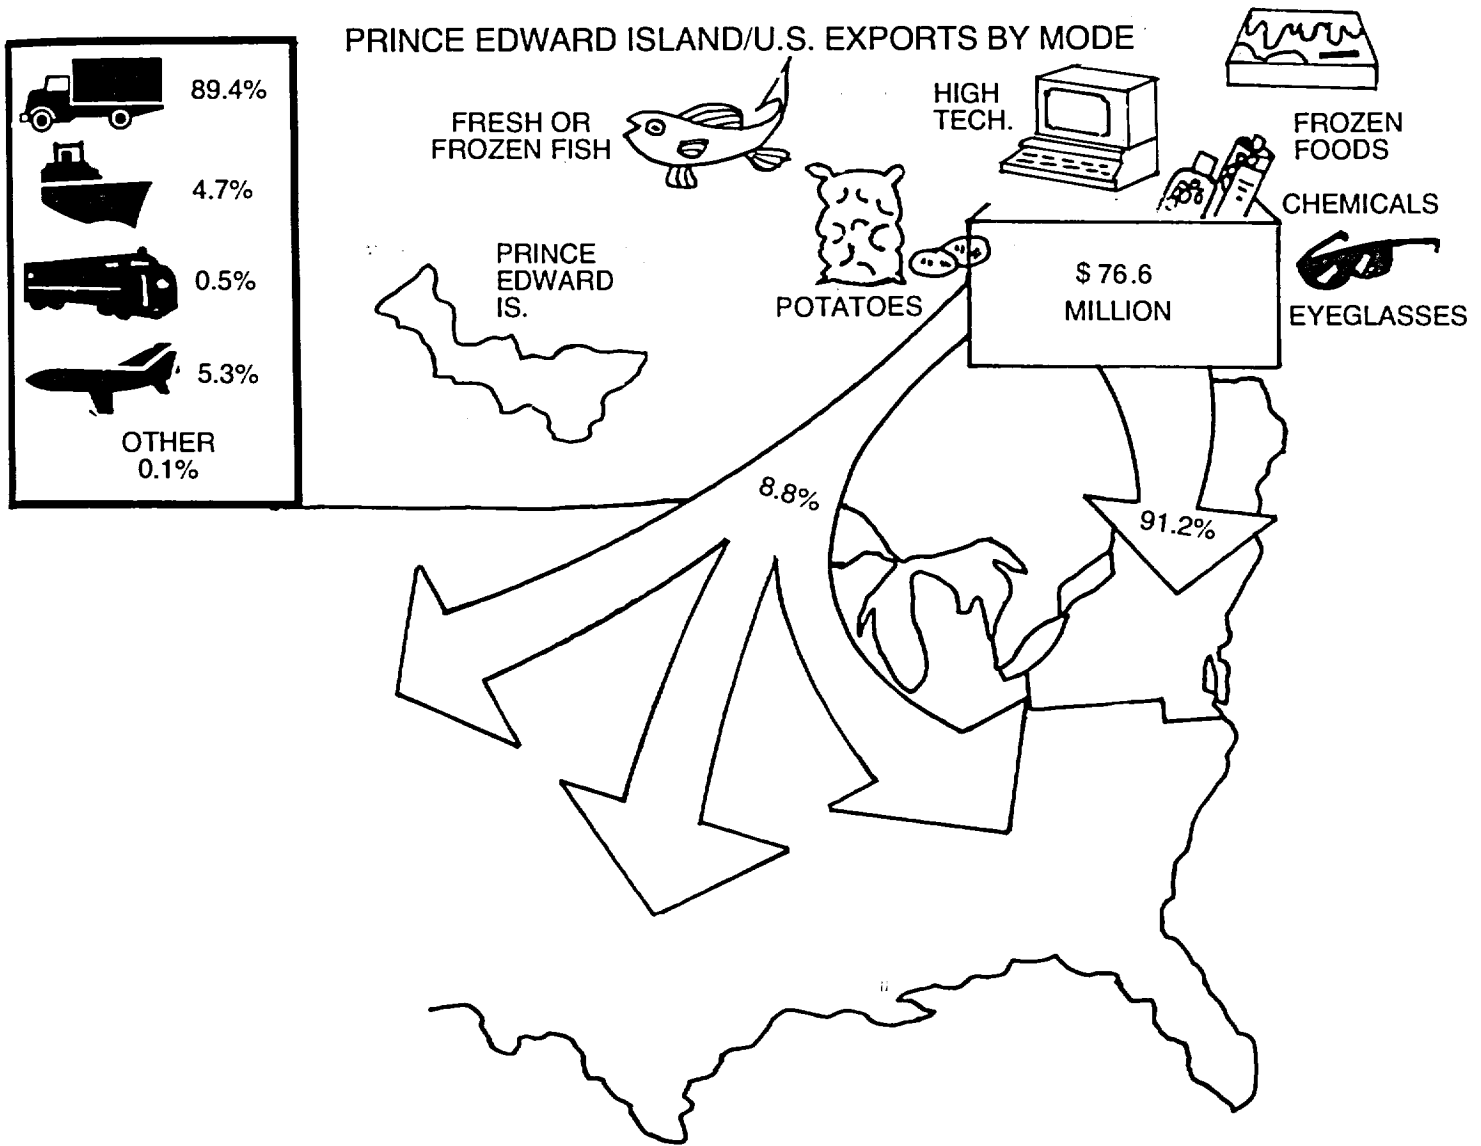 PRINCE EDWARD ISLAND/U.S. EXPORTS BY MODE
89.4%
4.7%
0.5%
5.3%
OTHER
0.1%
FRESH OR
FROZEN FISH
HIGH
TECH.
FROZEN
FOODS
CHEMICALS
PRINCE
EDWARD
IS.
POTATOES
$ 76.6
MILLION
EYEGLASSES
8.8%
91.2%